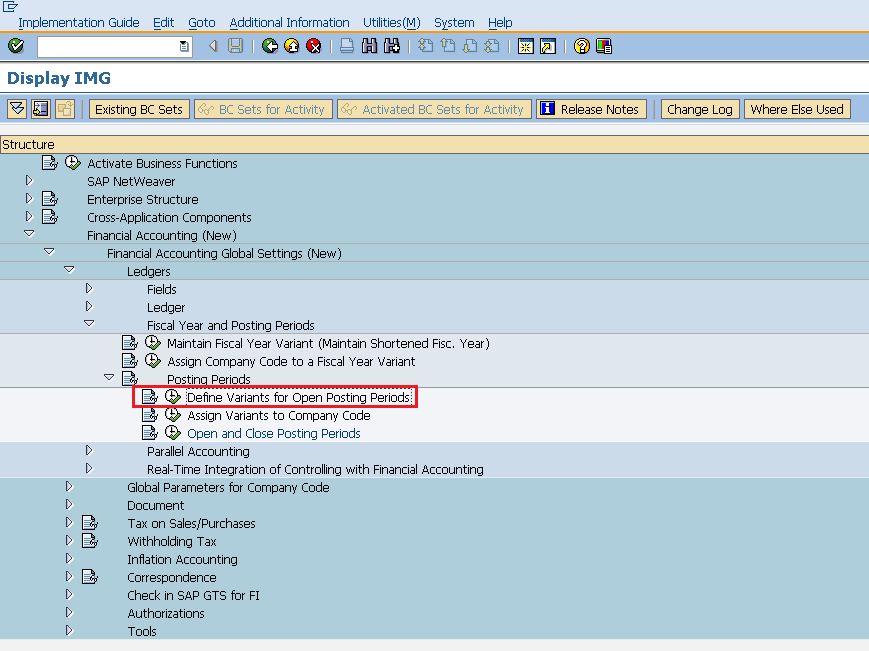 Implementation Guide Edit Goto Additional Information Utilities(M) System Help
Display IMG
Existing BC Sets BC Sets for Activity Activated BC Sets for Activity Release Notes Change Log Where Else Used
Structure
Activate Business Functions
SAP NetWeaver
Enterprise Structure
Cross-Application Components
Financial Accounting (New)
Financial Accounting Global Settings (New)
Ledgers
Fields
Ledger
Fiscal Year and Posting Periods
Maintain Fiscal Year Variant (Maintain Shortened Fisc. Year)
Assign Company Code to a Fiscal Year Variant
Posting Periods
Define Variants for Open Posting Periods
Assign Variants to Company Code
Open and Close Posting Periods
Parallel Accounting
Real-Time Integration of Controlling with Financial Accounting
Global Parameters for Company Code
Document
Tax on Sales/Purchases
Withholding Tax
Inflation Accounting
Correspondence
Check in SAP GTS for FI
Authorizations
Tools